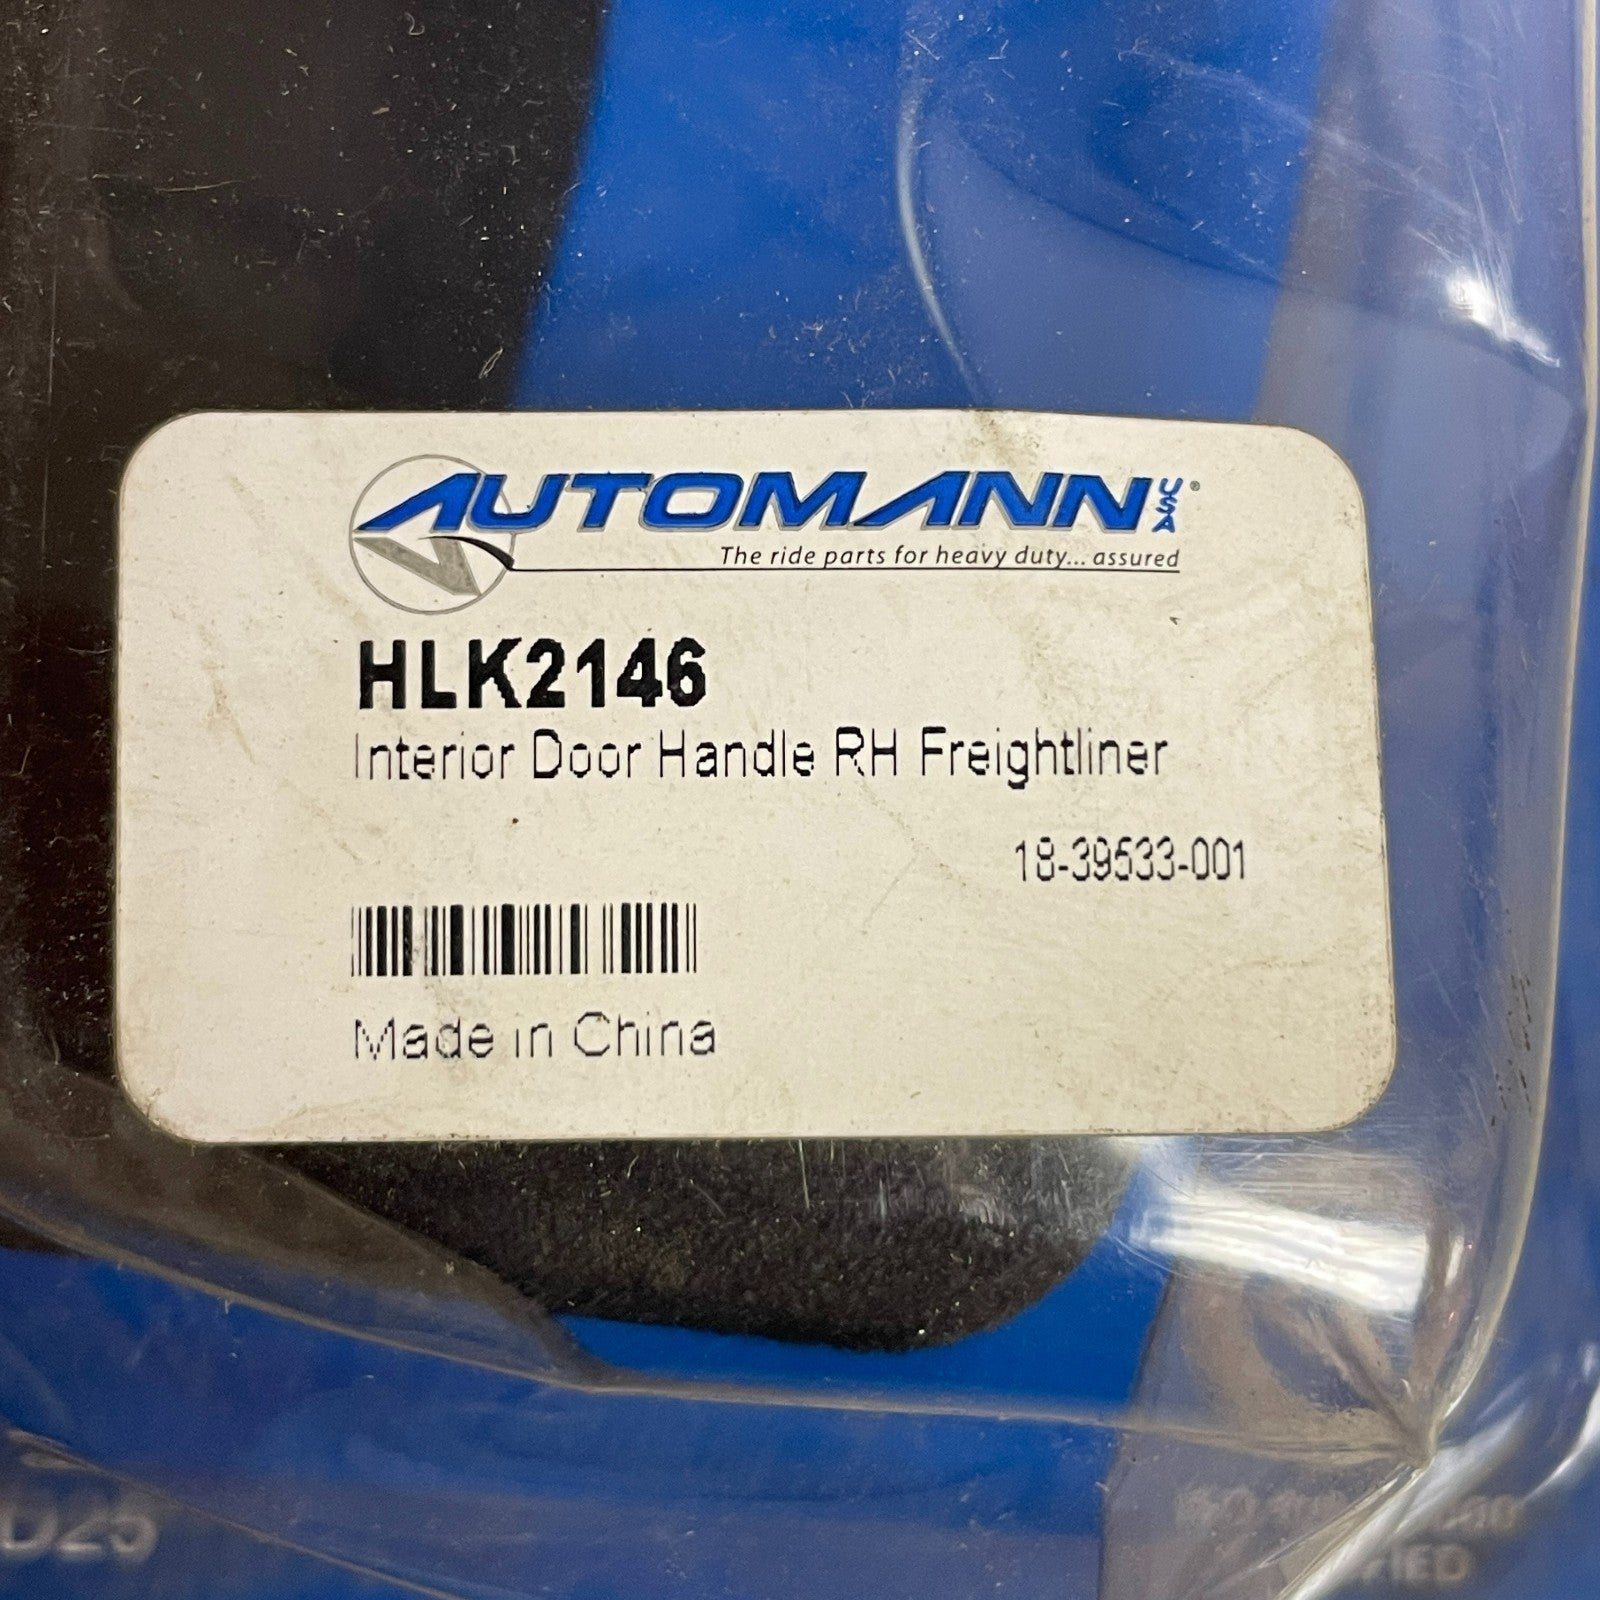 AUTOMANN USA®
The ride parts for heavy duty... assured
HLK2146
Interior Door Handle RH Freightliner
18-39533-001
Made in China
D25